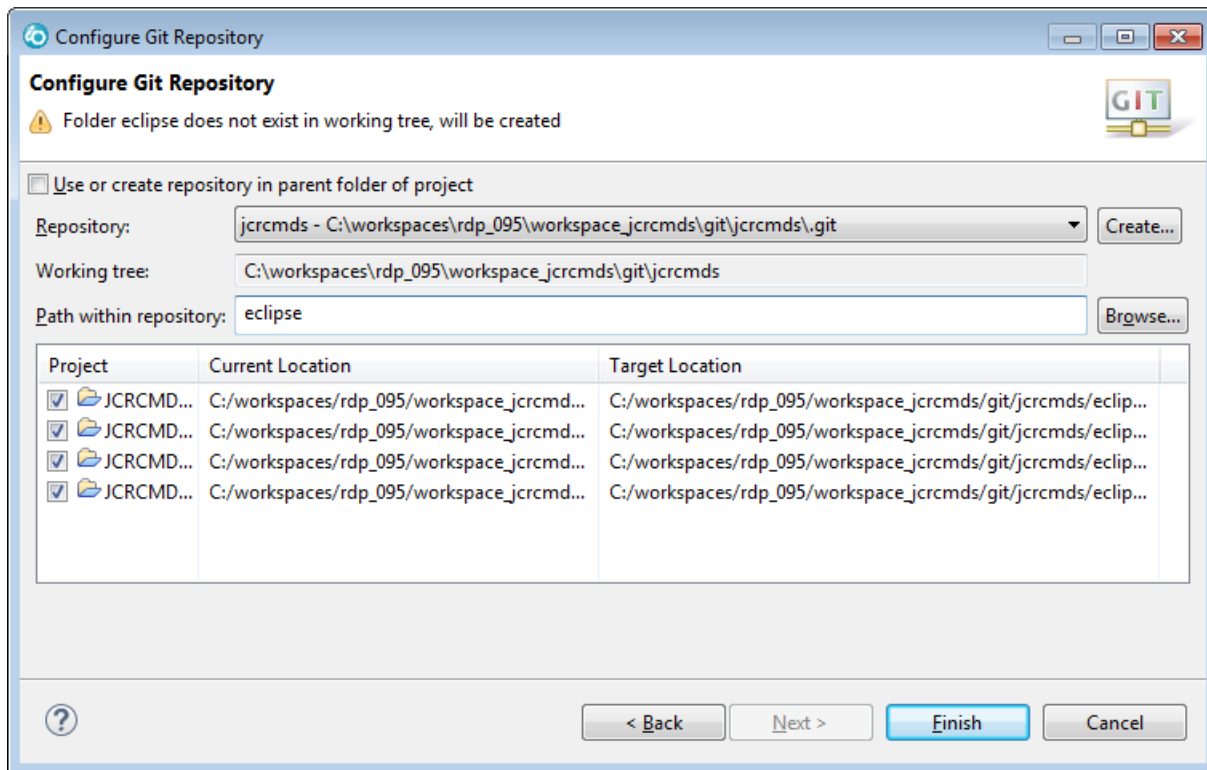 Configure Git Repository
Configure Git Repository
Folder eclipse does not exist in working tree, will be created
GIT
Use or create repository in parent folder of project
Repository: jcrcmds - C:\workspaces\rdp_095\workspace_jcrcmds\git\jcrcmds\.git Create...
Working tree: C:\workspaces\rdp_095\workspace_jcrcmds\git\jcrcmds
Path within repository: eclipse Browse...
Project Current Location Target Location
JCRCMD... C:/workspaces/rdp_095/workspace_jcrcmd... C:/workspaces/rdp_095/workspace_jcrcmds/git/jcrcmds/eclip...
JCRCMD... C:/workspaces/rdp_095/workspace_jcrcmd... C:/workspaces/rdp_095/workspace_jcrcmds/git/jcrcmds/eclip...
JCRCMD... C:/workspaces/rdp_095/workspace_jcrcmd... C:/workspaces/rdp_095/workspace_jcrcmds/git/jcrcmds/eclip...
JCRCMD... C:/workspaces/rdp_095/workspace_jcrcmd... C:/workspaces/rdp_095/workspace_jcrcmds/git/jcrcmds/eclip...
? < Back Next > Finish Cancel